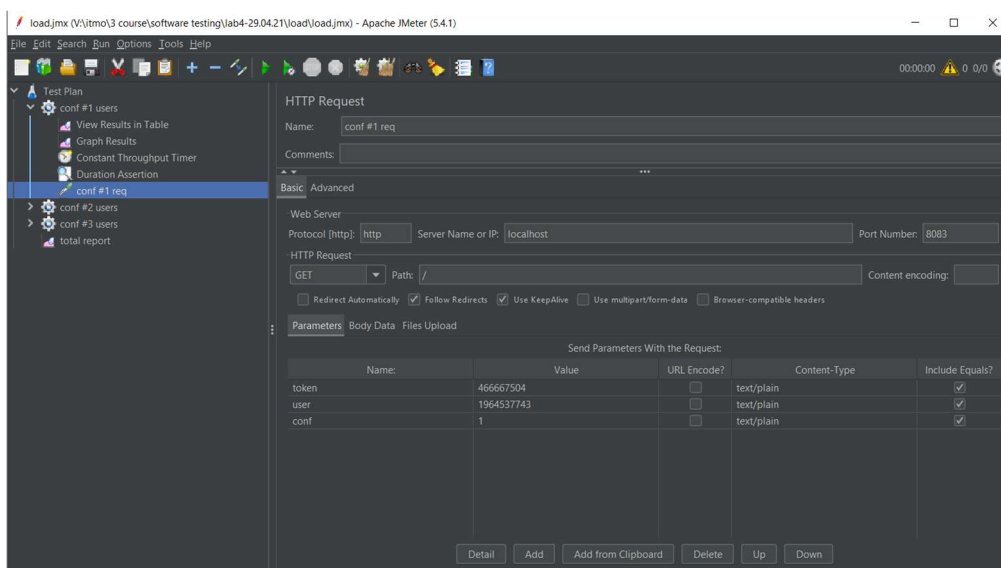 load.jmx (V:\itmo\3 course\software testing\lab4-29.04.21\load\load.jmx) - Apache JMeter (5.4.1)
File Edit Search Run Options Tools Help
00:00:00 0 0/0
Test Plan
conf #1 users
View Results in Table
Graph Results
Constant Throughput Timer
Duration Assertion
conf #1 req
conf #2 users
conf #3 users
total report
HTTP Request
Name: conf #1 req
Comments:
Basic Advanced
Web Server
Protocol [http]: http Server Name or IP: localhost Port Number: 8083
HTTP Request
GET Path: / Content encoding:
Redirect Automatically Follow Redirects Use KeepAlive Use multipart/form-data Browser-compatible headers
Parameters Body Data Files Upload
Send Parameters With the Request:
Name: Value URL Encode? Content-Type Include Equals?
token 466667504 text/plain
user 1964537743 text/plain
conf 1 text/plain
Detail Add Add from Clipboard Delete Up Down